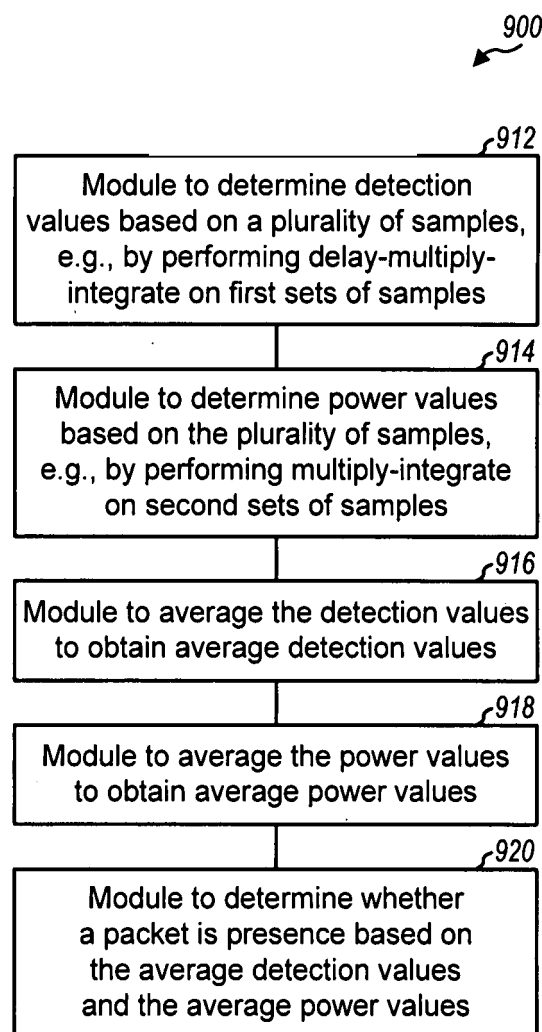 900
912
Module to determine detection
values based on a plurality of samples,
e.g., by performing delay-multiply-
integrate on first sets of samples
914
Module to determine power values
based on the plurality of samples,
e.g., by performing multiply-integrate
on second sets of samples
916
Module to average the detection values
to obtain average detection values
918
Module to average the power values
to obtain average power values
920
Module to determine whether
a packet is presence based on
the average detection values
and the average power values